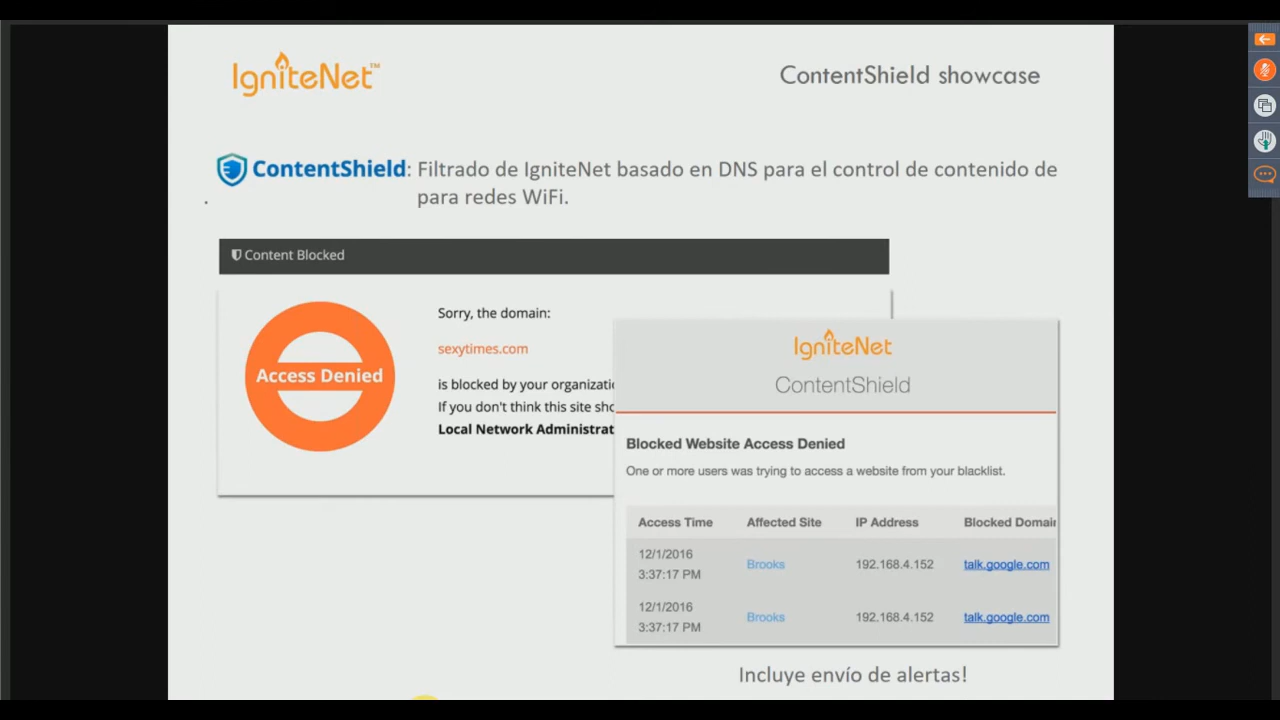 IgniteNet™
ContentShield showcase
ContentShield: Filtrado de IgniteNet basado en DNS para el control de contenido de
para redes WiFi.
.
Content Blocked
Access Denied
Sorry, the domain:
sexytimes.com
is blocked by your organizatio
If you don't think this site sho
Local Network Administrat
IgniteNet
ContentShield
Blocked Website Access Denied
One or more users was trying to access a website from your blacklist.
Access Time Affected Site IP Address Blocked Domain
12/1/2016
3:37:17 PM Brooks 192.168.4.152 talk.google.com
12/1/2016
3:37:17 PM Brooks 192.168.4.152 talk.google.com
Incluye envío de alertas!